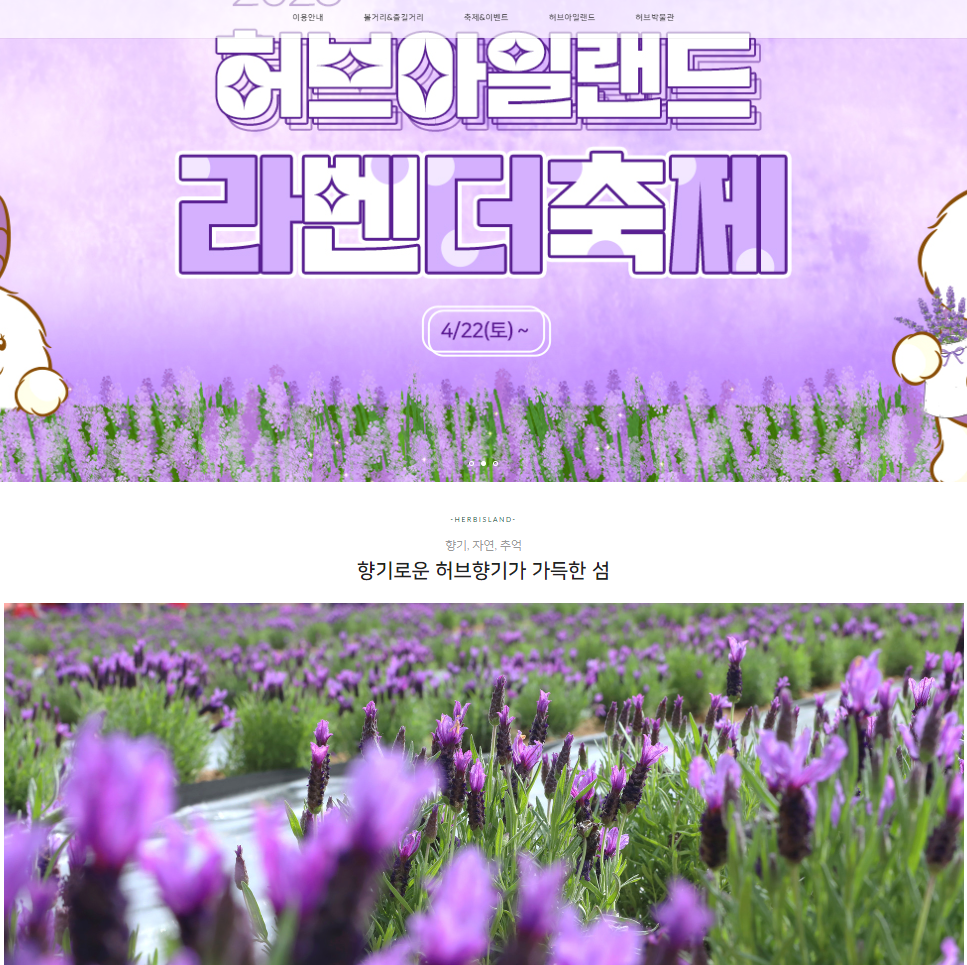 2023
이용안내 볼거리&즐길거리 축제&이벤트 허브아일랜드 허브박물관
허브아일랜드
라벤더축제
4/22(토) ~
-HERBISLAND-
향기, 자연, 추억
향기로운 허브향기가 가득한 섬